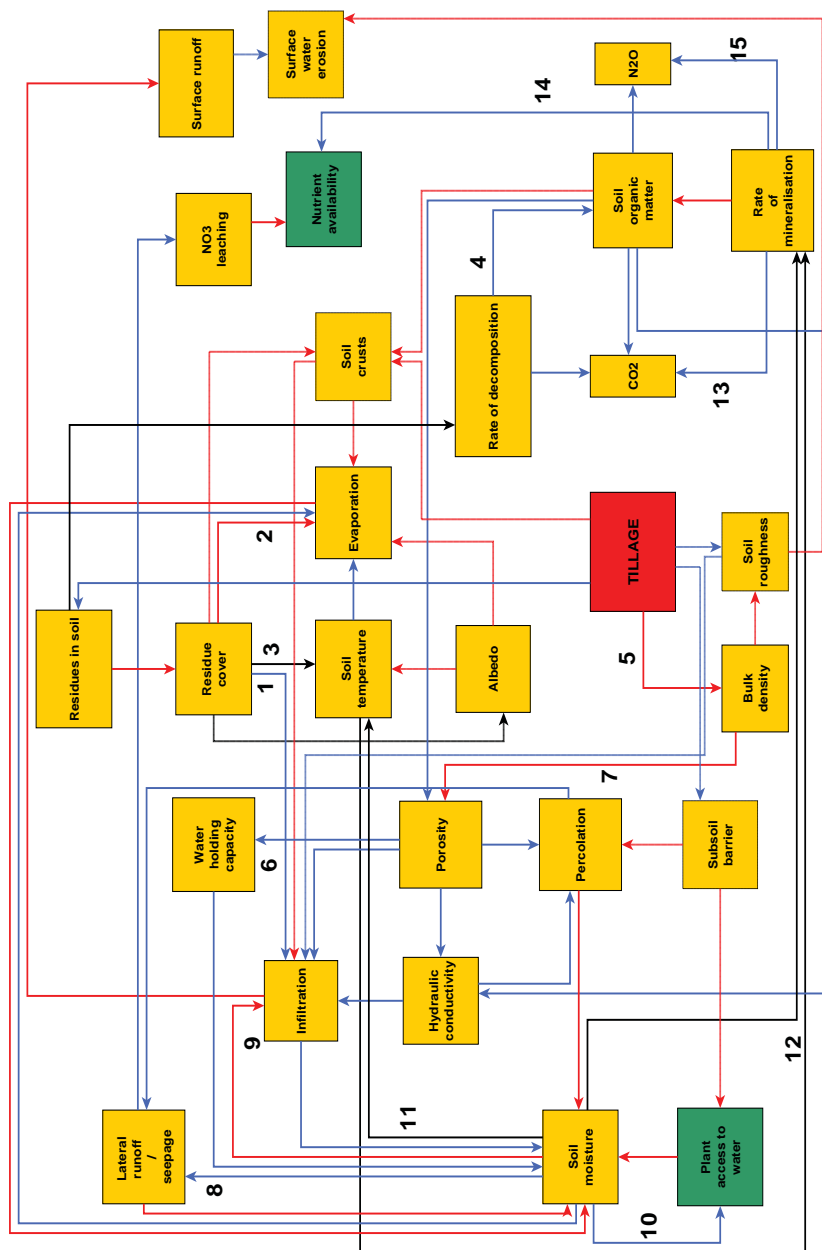 Residues in soil
Lateral
runoff
/
seepage
Water
holding
capacity
Residue
cover
NO3
leaching
Surface runoff
8
9
6
1
3
2
Infiltration
Soil
temperature
Evaporation
Soil
crusts
Nutrient
availability
Surface
water
erosion
11
Hydraulic
conductivity
Porosity
Albedo
Rate of decomposition
4
14
Soil
moisture
Percolation
7
CO2
Soil
organic
matter
N2O
10
5
TILLAGE
13
15
Plant
access to
water
Subsoil
barrier
Bulk
density
Soil
roughness
Rate
of
mineralisation
12